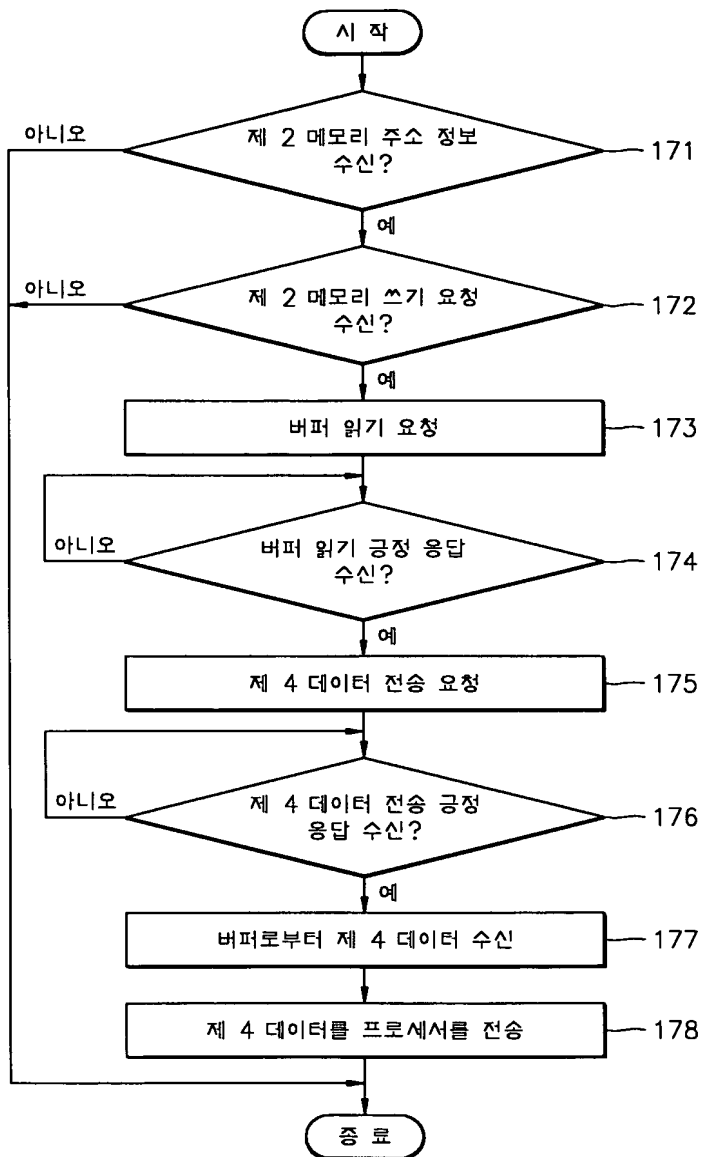 시 작
아니오
제 2 메모리 주소 정보
수신?
171
예
아니오
제 2 메모리 쓰기 요청
수신?
172
예
버퍼 읽기 요청
173
아니오
버퍼 읽기 긍정 응답
수신?
174
예
제 4 데이터 전송 요청
175
아니오
제 4 데이터 전송 긍정
응답 수신?
176
예
버퍼로부터 제 4 데이터 수신
177
제 4 데이터를 프로세서를 전송
178
종 료